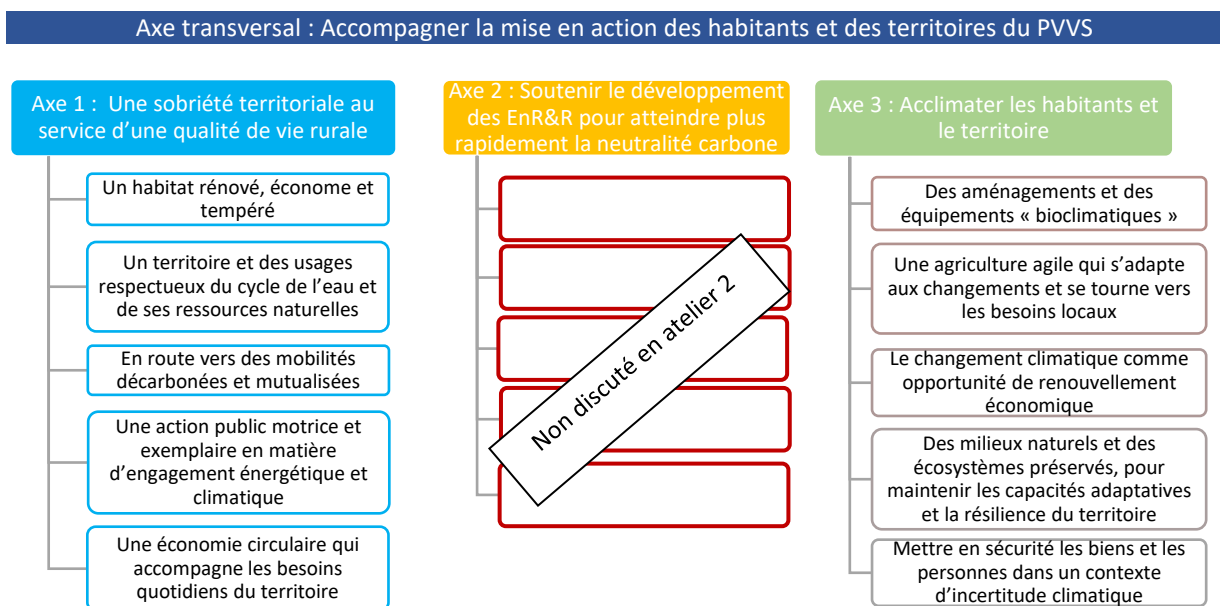 Axe transversal : Accompagner la mise en action des habitants et des territoires du PVVS
Axe 1 :  Une sobriété territoriale au
service d’une qualité de vie rurale
Un habitat rénové, économe et
tempéré
Un territoire et des usages
respectueux du cycle de l’eau et
de ses ressources naturelles
En route vers des mobilités
décarbonées et mutualisées
Une action public motrice et
exemplaire en matière
d’engagement énergétique et
climatique
Une économie circulaire qui
accompagne les besoins
quotidiens du territoire
Axe 2 : Soutenir le développement
des EnR&R pour atteindre plus
rapidement la neutralité carbone
Non discuté en atelier 2
Axe 3 : Acclimater les habitants et
le territoire
Des aménagements et des
équipements « bioclimatiques »
Une agriculture agile qui s’adapte
aux changements et se tourne vers
les besoins locaux
Le changement climatique comme
opportunité de renouvellement
économique
Des milieux naturels et des
écosystèmes préservés, pour
maintenir les capacités adaptatives
et la résilience du territoire
Mettre en sécurité les biens et les
personnes dans un contexte
d’incertitude climatique